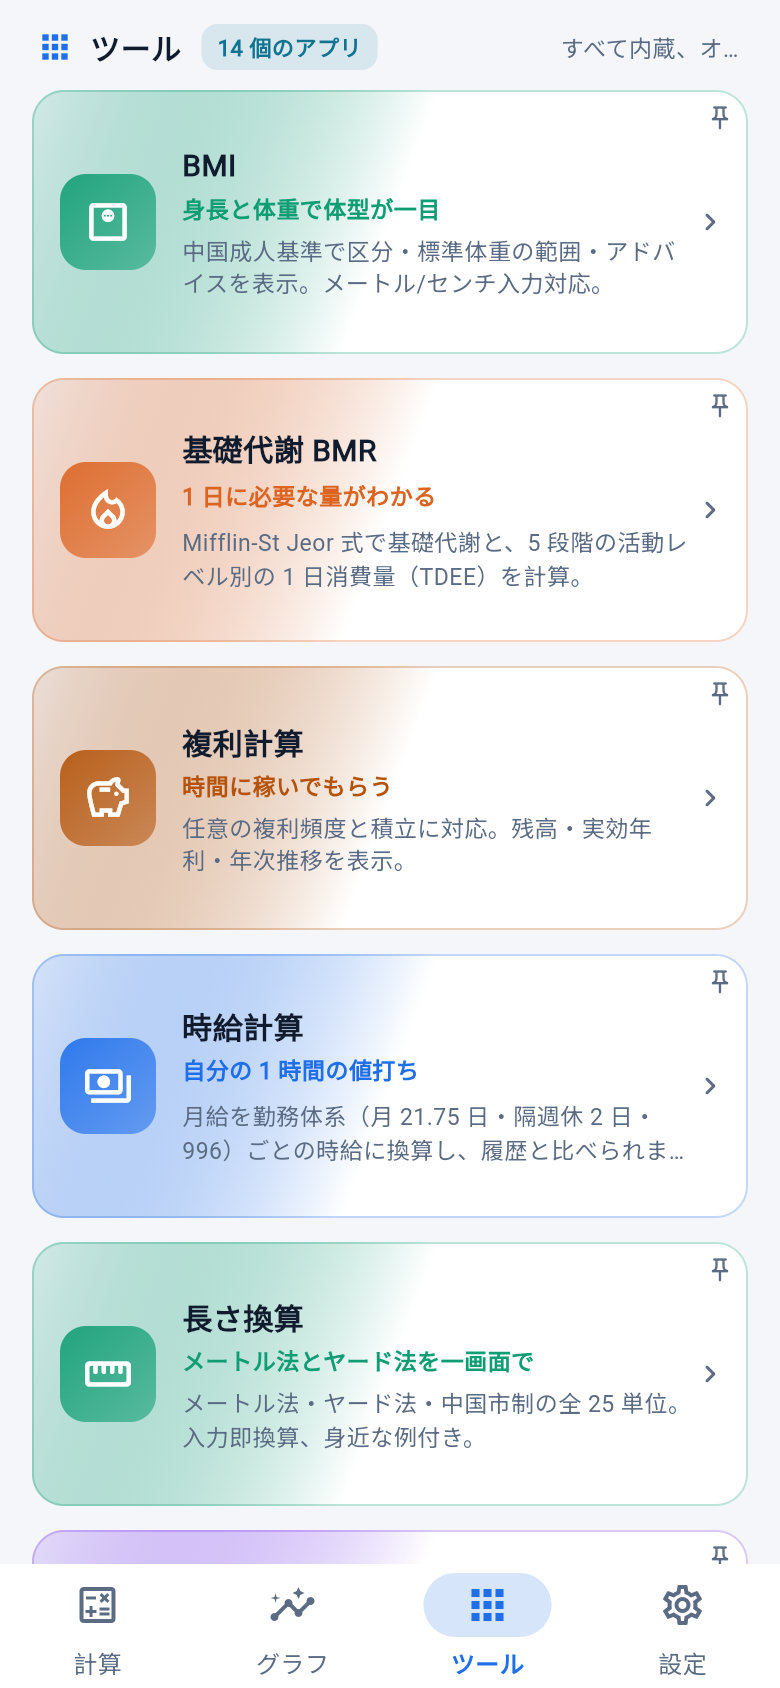 ツール
14 個のアプリ
すべて内蔵、オ…
BMI
身長と体重で体型が一目
中国成人基準で区分・標準体重の範囲・アドバ
イスを表示。メートル/センチ入力対応。
基礎代謝 BMR
1 日に必要な量がわかる
Mifflin-St Jeor 式で基礎代謝と、5 段階の活動レ
ベル別の 1 日消費量（TDEE）を計算。
複利計算
時間に稼いでもらう
任意の複利頻度と積立に対応。残高・実効年
利・年次推移を表示。
時給計算
自分の 1 時間の値打ち
月給を勤務体系（月 21.75 日・隔週休 2 日・
996）ごとの時給に換算し、履歴と比べられま…
長さ換算
メートル法とヤード法を一画面で
メートル法・ヤード法・中国市制の全 25 単位。
入力即換算、身近な例付き。
計算
グラフ
ツール
設定